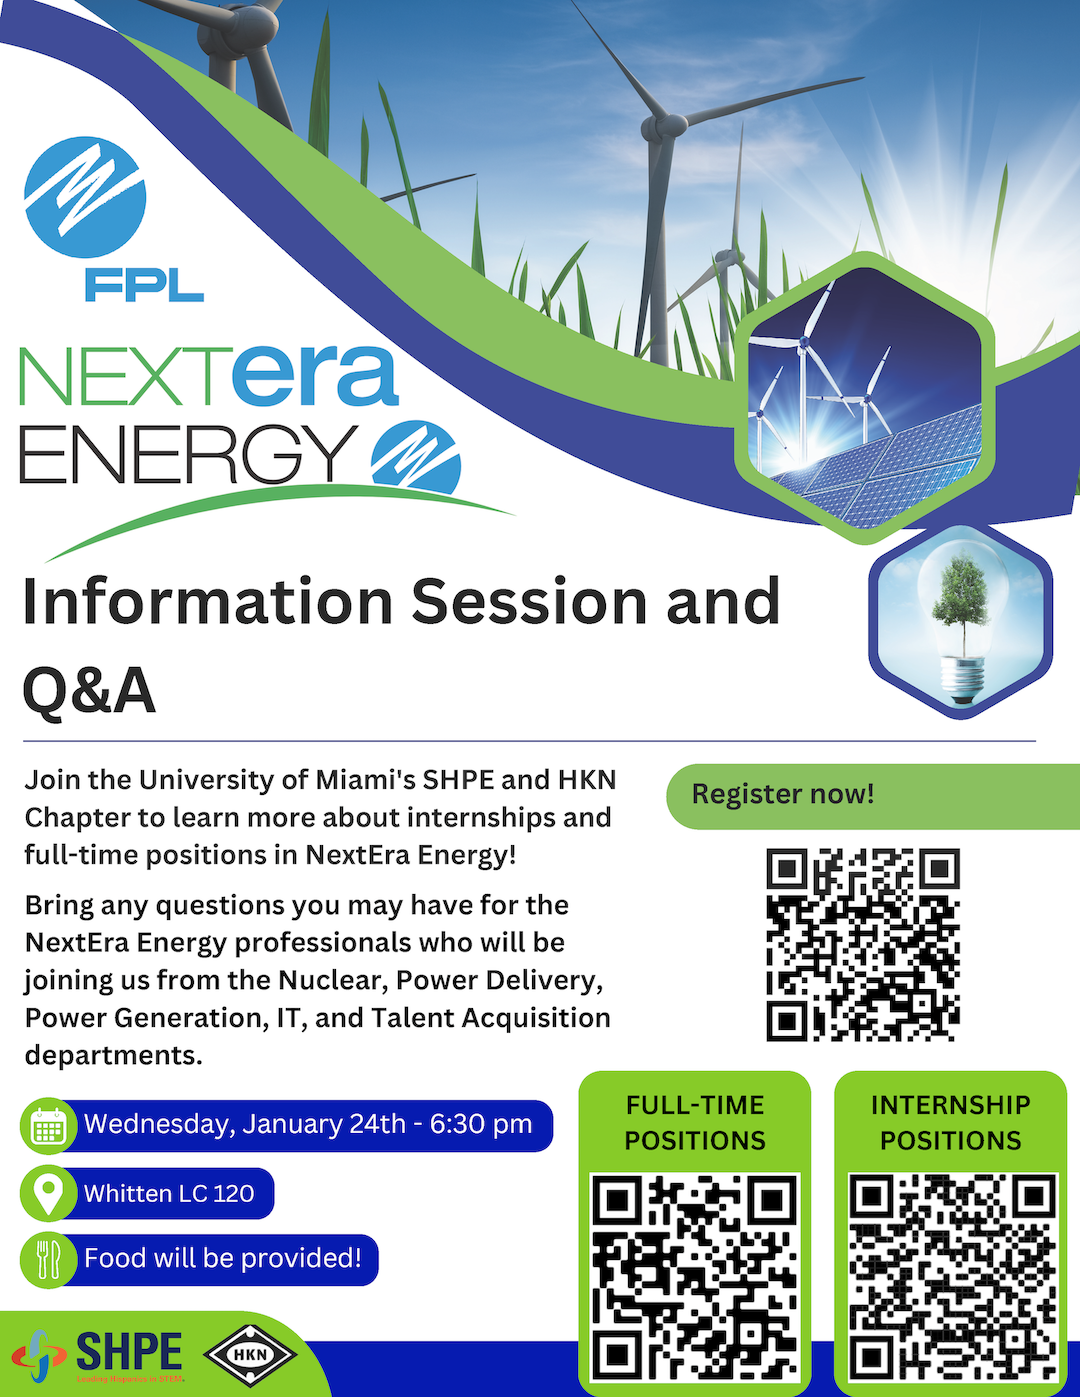 FPL
NEXTera
ENERGY
Information Session and
Q&A
Join the University of Miami's SHPE and HKN
Chapter to learn more about internships and
full-time positions in NextEra Energy!
Bring any questions you may have for the
NextEra Energy professionals who will be
joining us from the Nuclear, Power Delivery,
Power Generation, IT, and Talent Acquisition
departments.
Register now!
Wednesday, January 24th - 6:30 pm
Whitten LC 120
Food will be provided!
FULL-TIME
POSITIONS
INTERNSHIP
POSITIONS
SHPE
Leading Hispanics in STEM
HKN